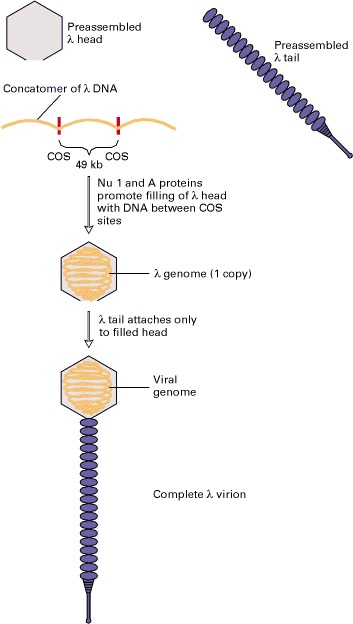 Preassembled
λ head
Preassembled
λ tail
Concatomer of λ DNA
COS
COS
49 kb
Nu 1 and A proteins
promote filling of λ head
with DNA between COS
sites
λ genome (1 copy)
λ tail attaches only
to filled head
Viral
genome
Complete λ virion